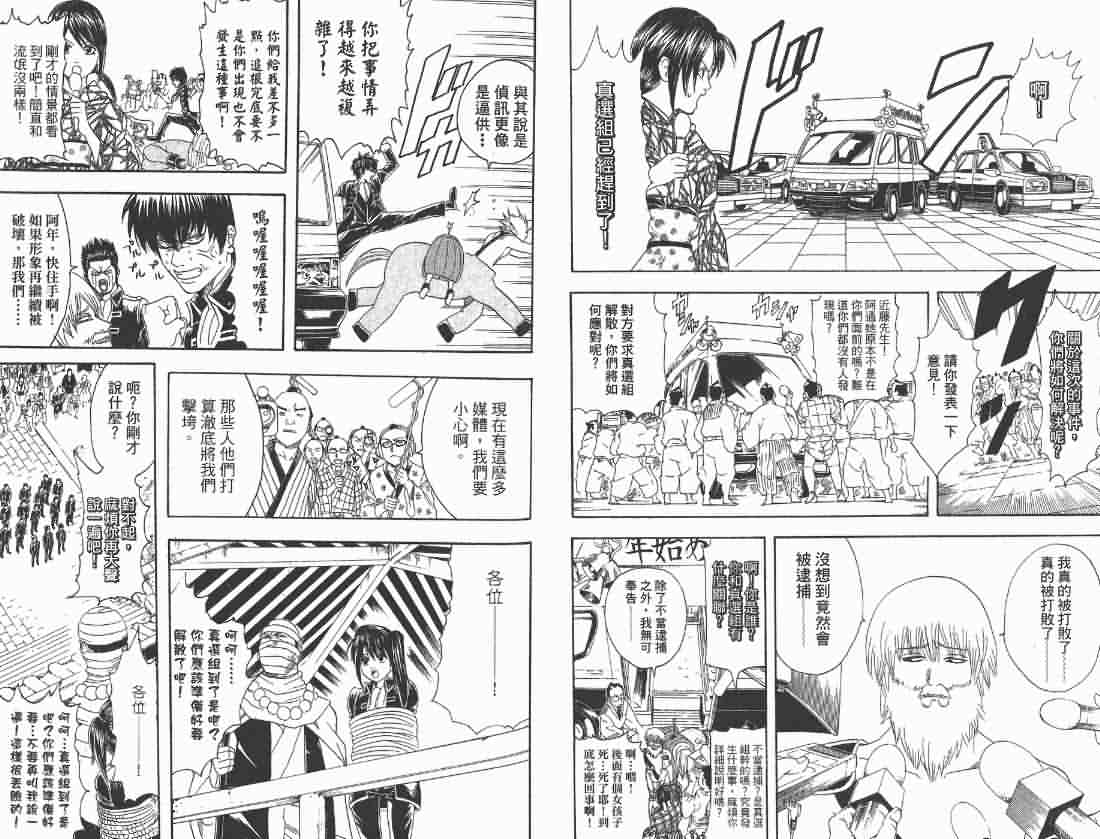 啊！
真選組已經趕到了！
關於這次的事件，
你們將如何解決呢？
請你發表一下
意見！
近藤先生！
阿通她原本不是在
你們面前的嗎？難
道你們都沒有人發
現嗎？
對方要求真選組
解散，你們將如
何應對呢？
我真的被打敗了……
真的被打敗了……
沒想到竟然會
被逮捕──
啊！你是誰？
你和真選組有
什麼關聯？
年始め
除了不當逮捕
之外，我無可
奉告──
不當逮捕？是真選
組幹的嗎？究竟發
生什麼事，麻煩你
詳細說明好嗎？
咧…喂！
後面有個女孩子
死…死了耶！到
底怎麼回事啊！
與其說是
偵訊更像
是逼供…
你把事情弄
得越來越複
雜了！
你們給我差不多一
點，這根究底要不
是你們出現也不會
發生這種事啊！
剛才的情景都看
到了吧！簡直和
流氓沒兩樣！
嗚喔喔喔喔！
阿年，快住手啊！
如果形象再繼續被
破壞，那我們……
現在有這麼多
媒體，我們要
小心啊。
那些人他們打
算澈底將我們
擊垮。
各位──
啊啊……
真選組到了是吧？
你們應該準備好要
解散了吧！
呃？你剛才
說什麼？
對不起，
麻煩你再大聲
說一遍吧！
各位──